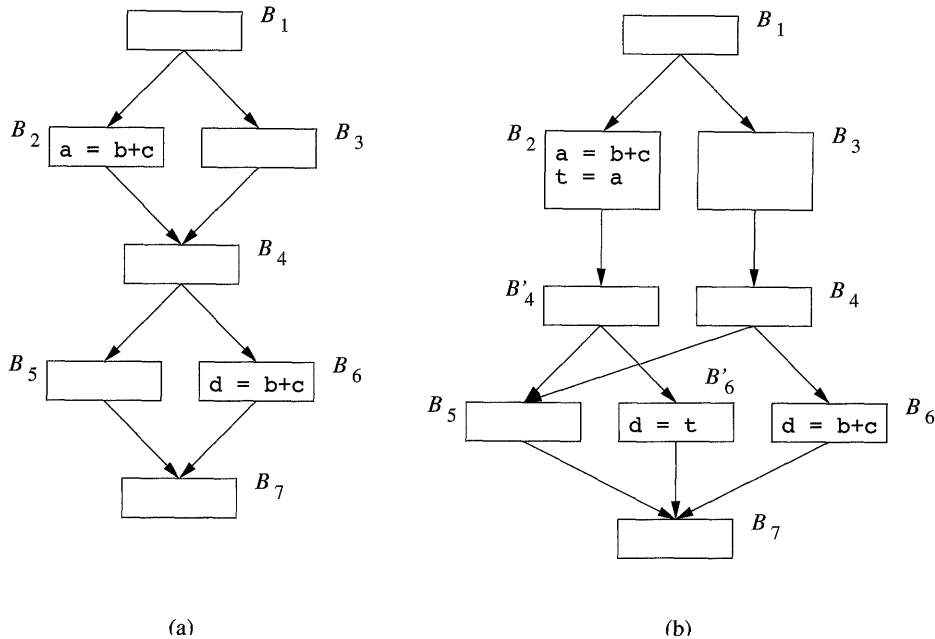 B1
B2
a = b+c
B3
B4
B5
B6
d = b+c
B7
(a)
B1
B2
a = b+c
t = a
B3
B'4
B4
B5
B'6
d = t
B6
d = b+c
B7
(b)